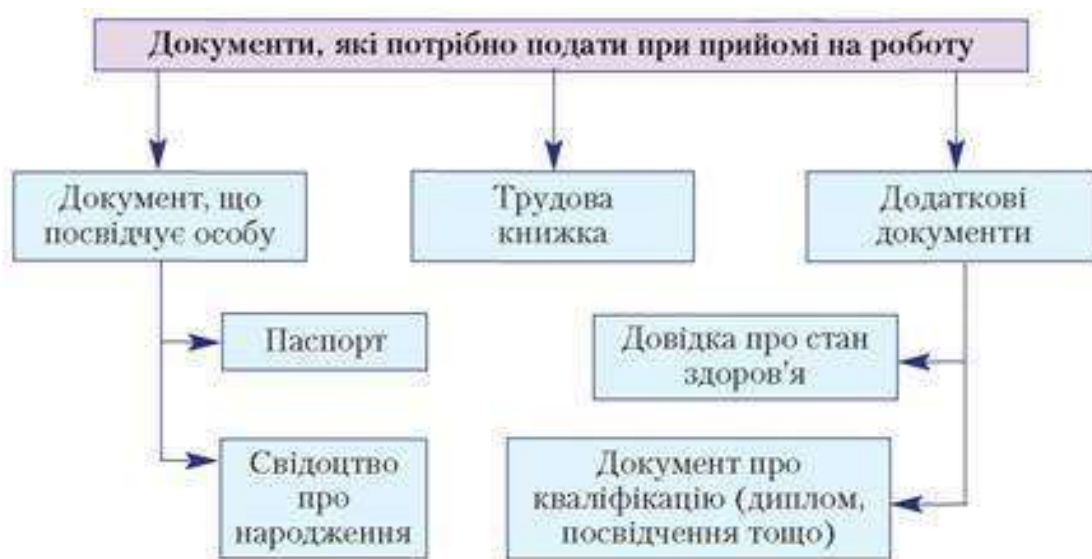 Документи, які потрібно подати при прийомі на роботу
Документ, що
посвідчує особу
Трудова
книжка
Додаткові
документи
Паспорт
Свідоцтво
про
народження
Довідка про стан
здоров'я
Документ про
кваліфікацію (диплом,
посвідчення тощо)